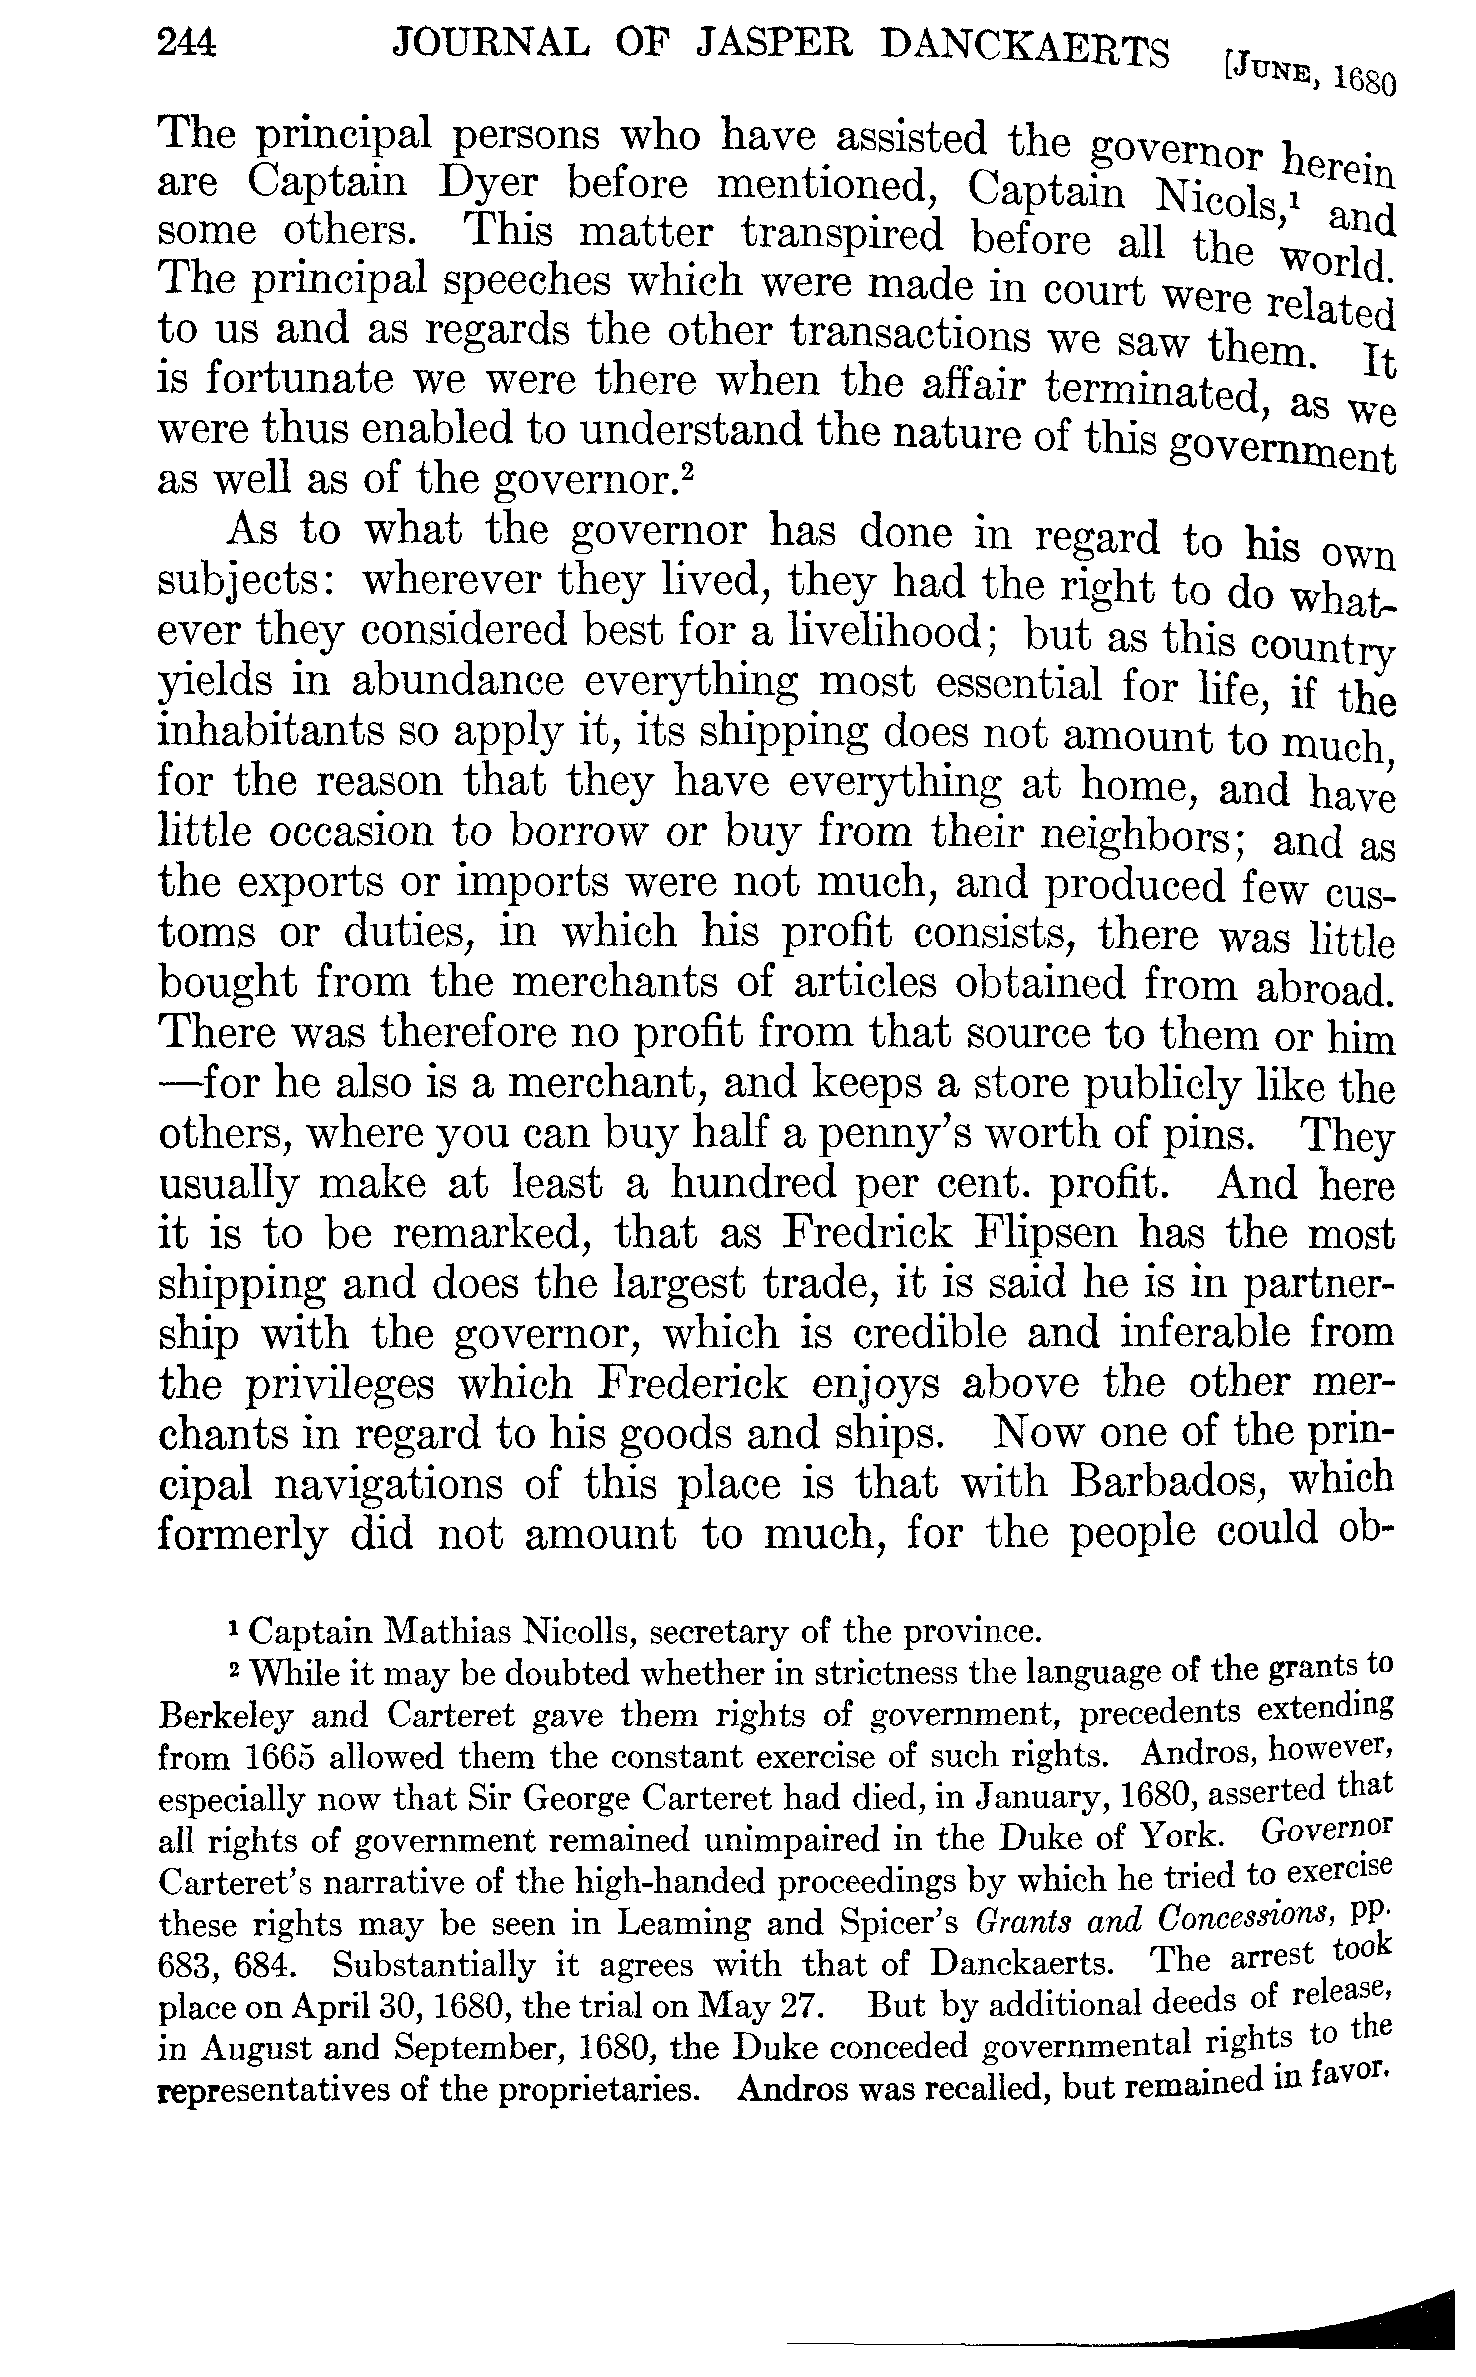 244 JOURNAL OF JASPER DANCKAERTS [JUNE, 1680
The principal persons who have assisted the governor herein
are Captain Dyer before mentioned, Captain Nicols,¹ and
some others. This matter transpired before all the world.
The principal speeches which were made in court were related
to us and as regards the other transactions we saw them. It
is fortunate we were there when the affair terminated, as we
were thus enabled to understand the nature of this government
as well as of the governor.²
As to what the governor has done in regard to his own
subjects: wherever they lived, they had the right to do what-
ever they considered best for a livelihood; but as this country
yields in abundance everything most essential for life, if the
inhabitants so apply it, its shipping does not amount to much,
for the reason that they have everything at home, and have
little occasion to borrow or buy from their neighbors; and as
the exports or imports were not much, and produced few cus-
toms or duties, in which his profit consists, there was little
bought from the merchants of articles obtained from abroad.
There was therefore no profit from that source to them or him
—for he also is a merchant, and keeps a store publicly like the
others, where you can buy half a penny's worth of pins. They
usually make at least a hundred per cent. profit. And here
it is to be remarked, that as Fredrick Flipsen has the most
shipping and does the largest trade, it is said he is in partner-
ship with the governor, which is credible and inferable from
the privileges which Frederick enjoys above the other mer-
chants in regard to his goods and ships. Now one of the prin-
cipal navigations of this place is that with Barbados, which
formerly did not amount to much, for the people could ob-
¹ Captain Mathias Nicolls, secretary of the province.
² While it may be doubted whether in strictness the language of the grants to
Berkeley and Carteret gave them rights of government, precedents extending
from 1665 allowed them the constant exercise of such rights. Andros, however,
especially now that Sir George Carteret had died, in January, 1680, asserted that
all rights of government remained unimpaired in the Duke of York. Governor
Carteret's narrative of the high-handed proceedings by which he tried to exercise
these rights may be seen in Leaming and Spicer's Grants and Concessions, pp.
683, 684. Substantially it agrees with that of Danckaerts. The arrest took
place on April 30, 1680, the trial on May 27. But by additional deeds of release,
in August and September, 1680, the Duke conceded governmental rights to the
representatives of the proprietaries. Andros was recalled, but remained in favor.